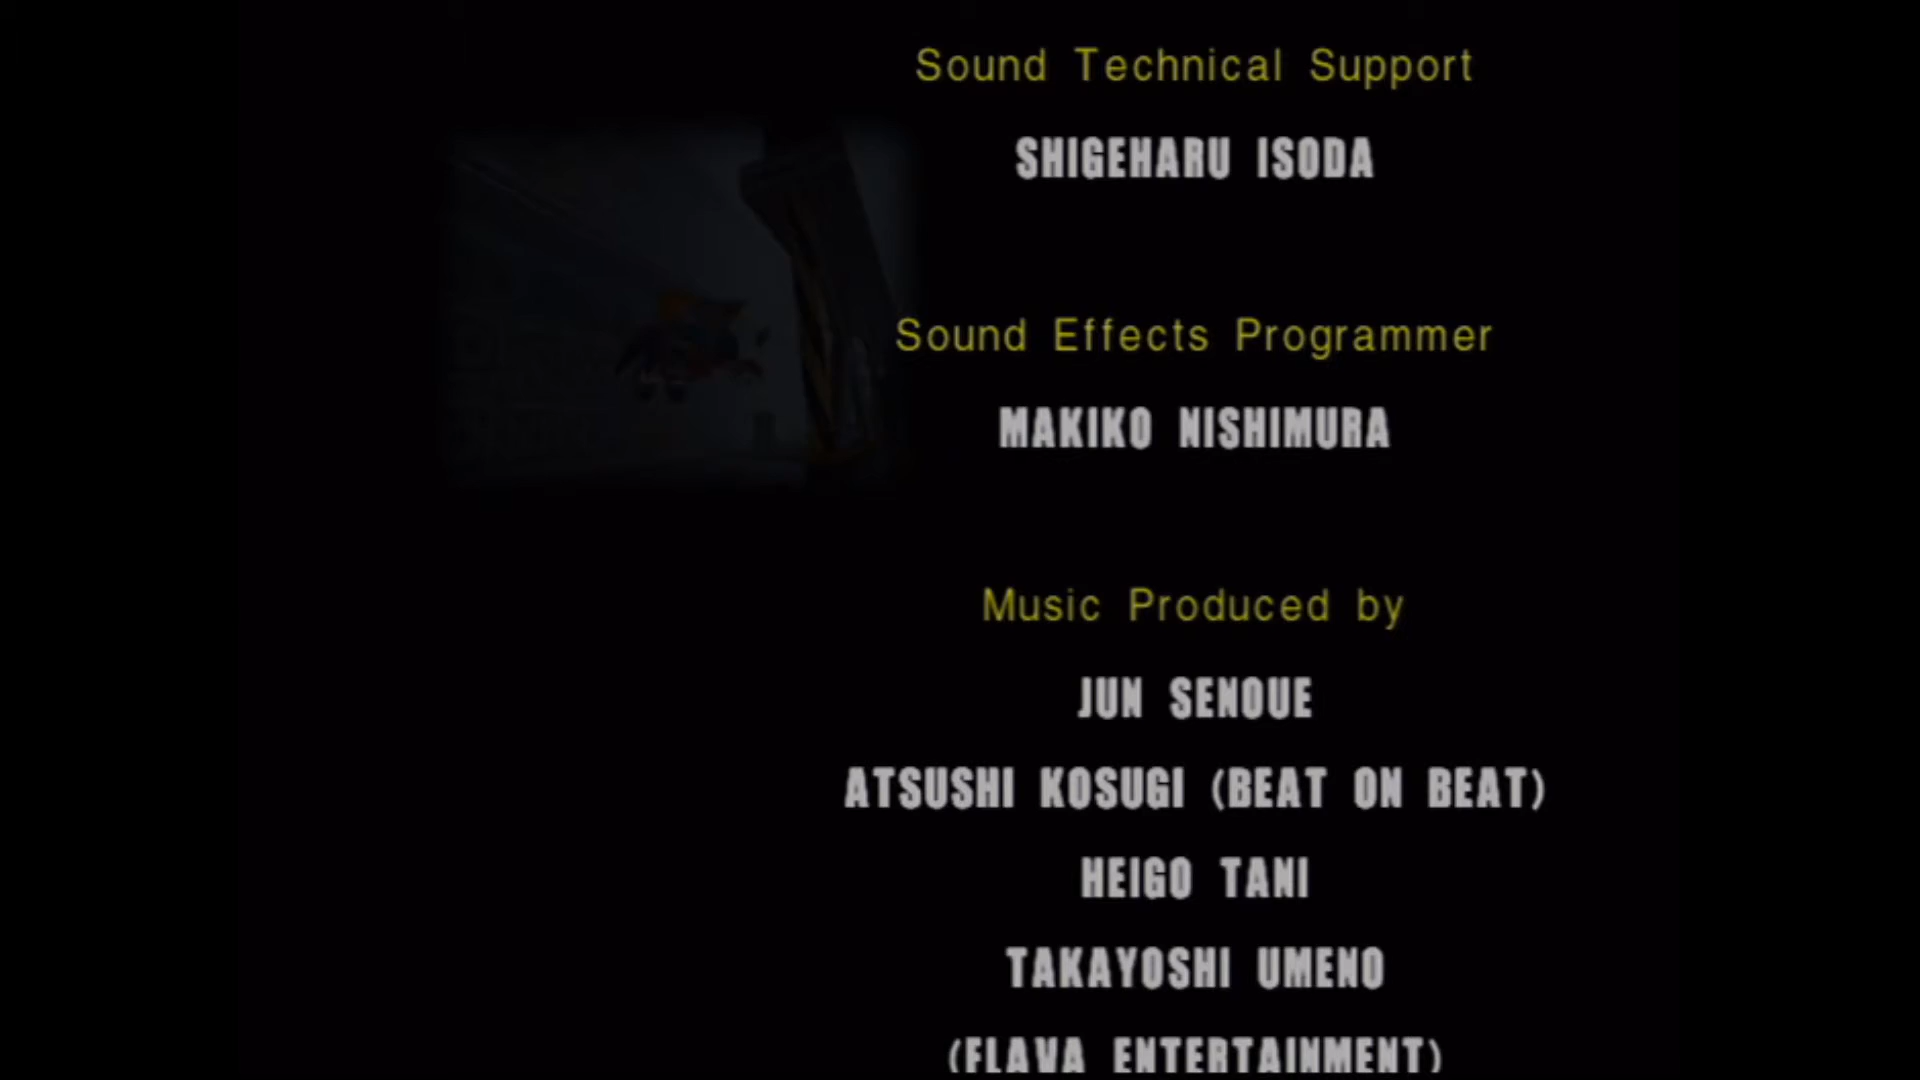 Sound Technical Support
SHIGEHARU ISODA
Sound Effects Programmer
MAKIKO NISHIMURA
Music Produced by
JUN SENOUE
ATSUSHI KOSUGI (BEAT ON BEAT)
HEIGO TANI
TAKAYOSHI UMENO
(FLAVA ENTERTAINMENT)